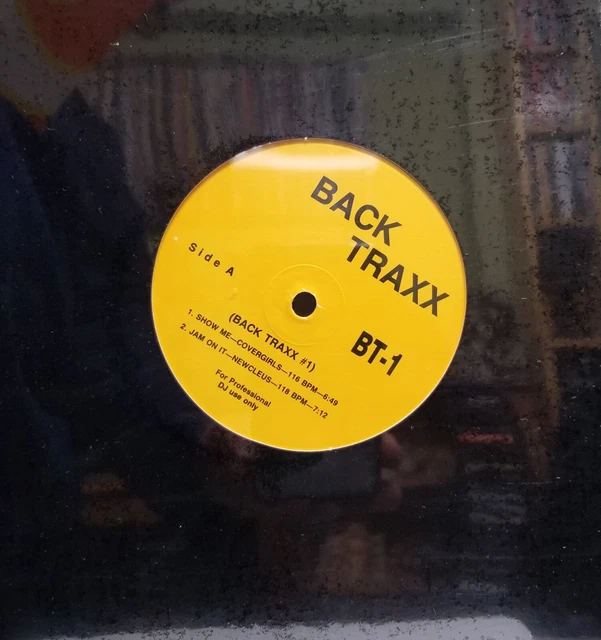 BACK
TRAXX
Side A
BT-1
(BACK TRAXX #1)
1. SHOW ME—COVERGIRLS—116 BPM—6:49
2. JAM ON IT—NEWCLEUS—118 BPM—7:12
For Professional
DJ use only